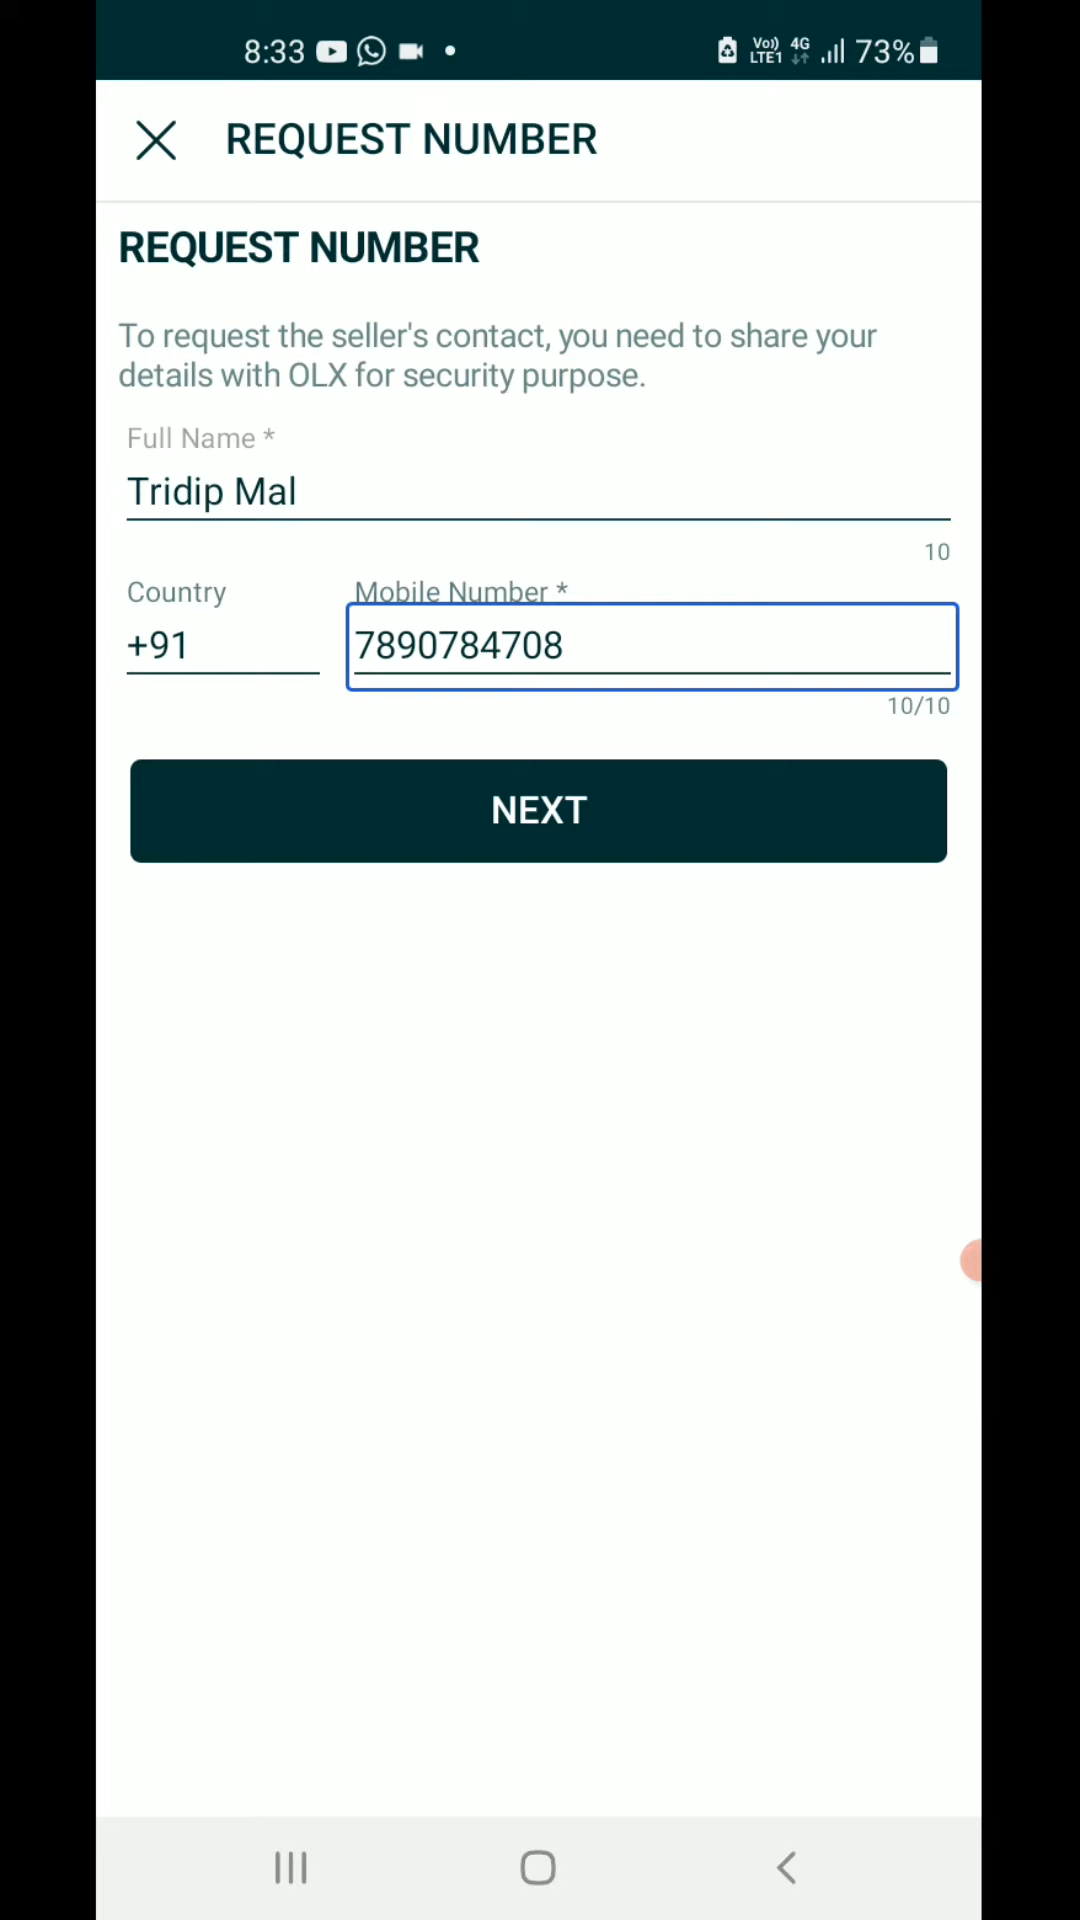 8:33
Vo)) 4G 73%
LTE1
REQUEST NUMBER
REQUEST NUMBER
To request the seller's contact, you need to share your
details with OLX for security purpose.
Full Name *
Tridip Mal
10
Country Mobile Number *
+91 7890784708
10/10
NEXT